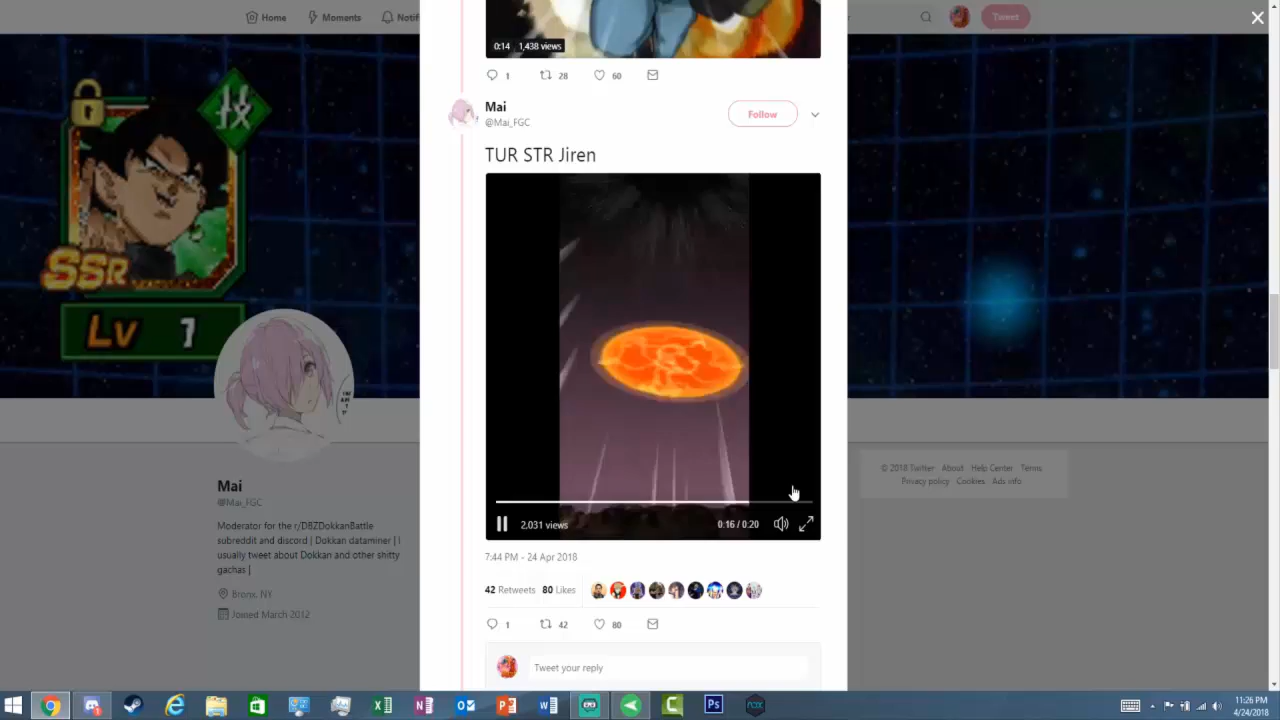 Home
Moments
Tweet
0:14 1,438 views
1 28 60
Mai
@Mai_FGC
Follow
TUR STR Jiren
技
SSR
Lv 1
2,031 views
0:16 / 0:20
7:44 PM - 24 Apr 2018
42 Retweets 80 Likes
1 42 80
Tweet your reply
Mai
@Mai_FGC
Moderator for the r/DBZDokkanBattle
subreddit and discord | Dokkan dataminer | I
usually tweet about Dokkan and other shitty
gachas |
Bronx, NY
Joined March 2012
© 2018 Twitter About Help Center Terms
Privacy policy Cookies Ads info
11:26 PM
4/24/2018